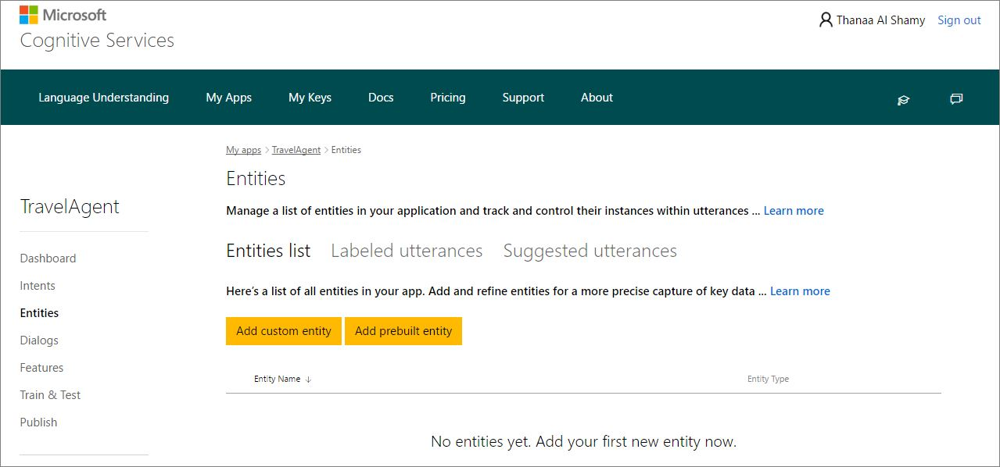 Microsoft
Cognitive Services
Thanaa Al Shamy Sign out
Language Understanding My Apps My Keys Docs Pricing Support About
My apps > TravelAgent > Entities
Entities
TravelAgent
Manage a list of entities in your application and track and control their instances within utterances ... Learn more
Entities list Labeled utterances Suggested utterances
Dashboard
Intents
Entities
Dialogs
Features
Train & Test
Publish
Here's a list of all entities in your app. Add and refine entities for a more precise capture of key data ... Learn more
Add custom entity Add prebuilt entity
Entity Name ↓ Entity Type
No entities yet. Add your first new entity now.